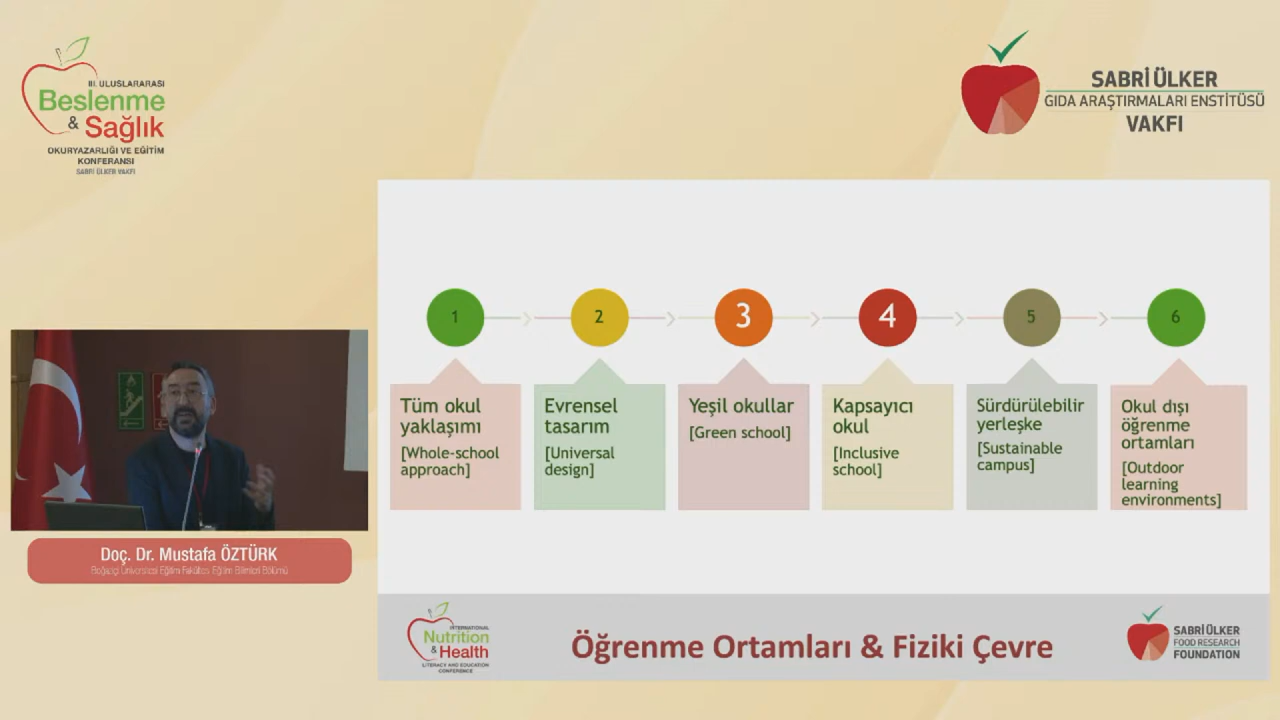 III. ULUSLARARASI
Beslenme
& Sağlık
OKURYAZARLIĞI VE EĞİTİM
KONFERANSI
SABRİ ÜLKER VAKFI
SABRİ ÜLKER
GIDA ARAŞTIRMALARI ENSTİTÜSÜ
VAKFI
1
2
3
4
5
6
Tüm okul
yaklaşımı
[Whole-school
approach]
Evrensel
tasarım
[Universal
design]
Yeşil okullar
[Green school]
Kapsayıcı
okul
[Inclusive
school]
Sürdürülebilir
yerleşke
[Sustainable
campus]
Okul dışı
öğrenme
ortamları
[Outdoor
learning
environments]
Doç. Dr. Mustafa ÖZTÜRK
Boğaziçi Üniversitesi Eğitim Fakültesi Eğitim Bilimleri Bölümü
INTERNATIONAL
Nutrition
& Health
LITERACY AND EDUCATION
CONFERENCE
Öğrenme Ortamları & Fiziki Çevre
SABRİ ÜLKER
FOOD RESEARCH
FOUNDATION